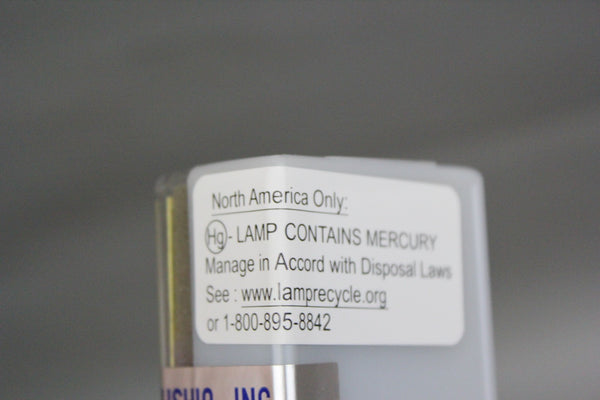 North America Only:
Hg - LAMP CONTAINS MERCURY
Manage in Accord with Disposal Laws
See : www.lamprecycle.org
or 1-800-895-8842
INC